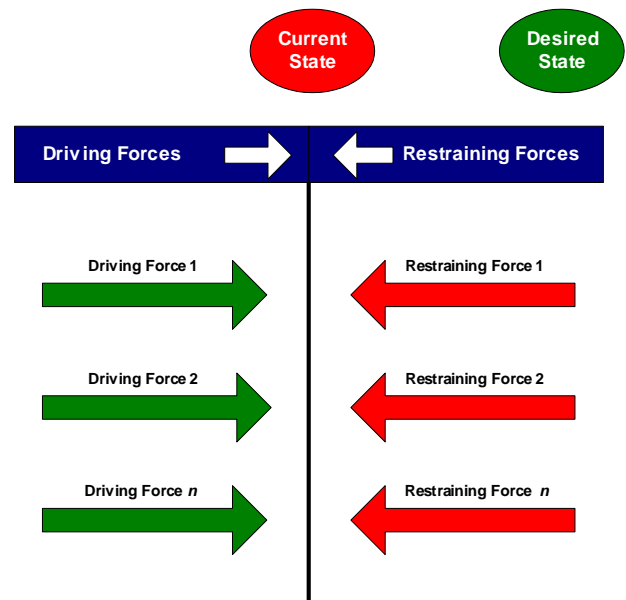 Current
State
Desired
State
Driving Forces
Restraining Forces
Driving Force 1
Restraining Force 1
Driving Force 2
Restraining Force 2
Driving Force n
Restraining Force n